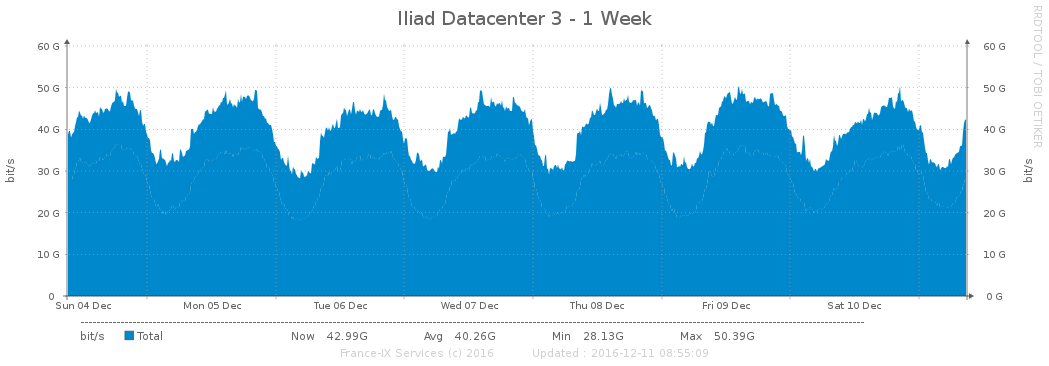 Iliad Datacenter 3 - 1 Week
RRDTOOL / TOBI OETIKER
60 G 60 G
50 G 50 G
40 G 40 G
30 G 30 G
20 G 20 G
10 G 10 G
0 0 G
bit/s bit/s
Sun 04 Dec Mon 05 Dec Tue 06 Dec Wed 07 Dec Thu 08 Dec Fri 09 Dec Sat 10 Dec
bit/s Total Now 42.99G Avg 40.26G Min 28.13G Max 50.39G
France-IX Services (c) 2016 Updated : 2016-12-11 08:55:09